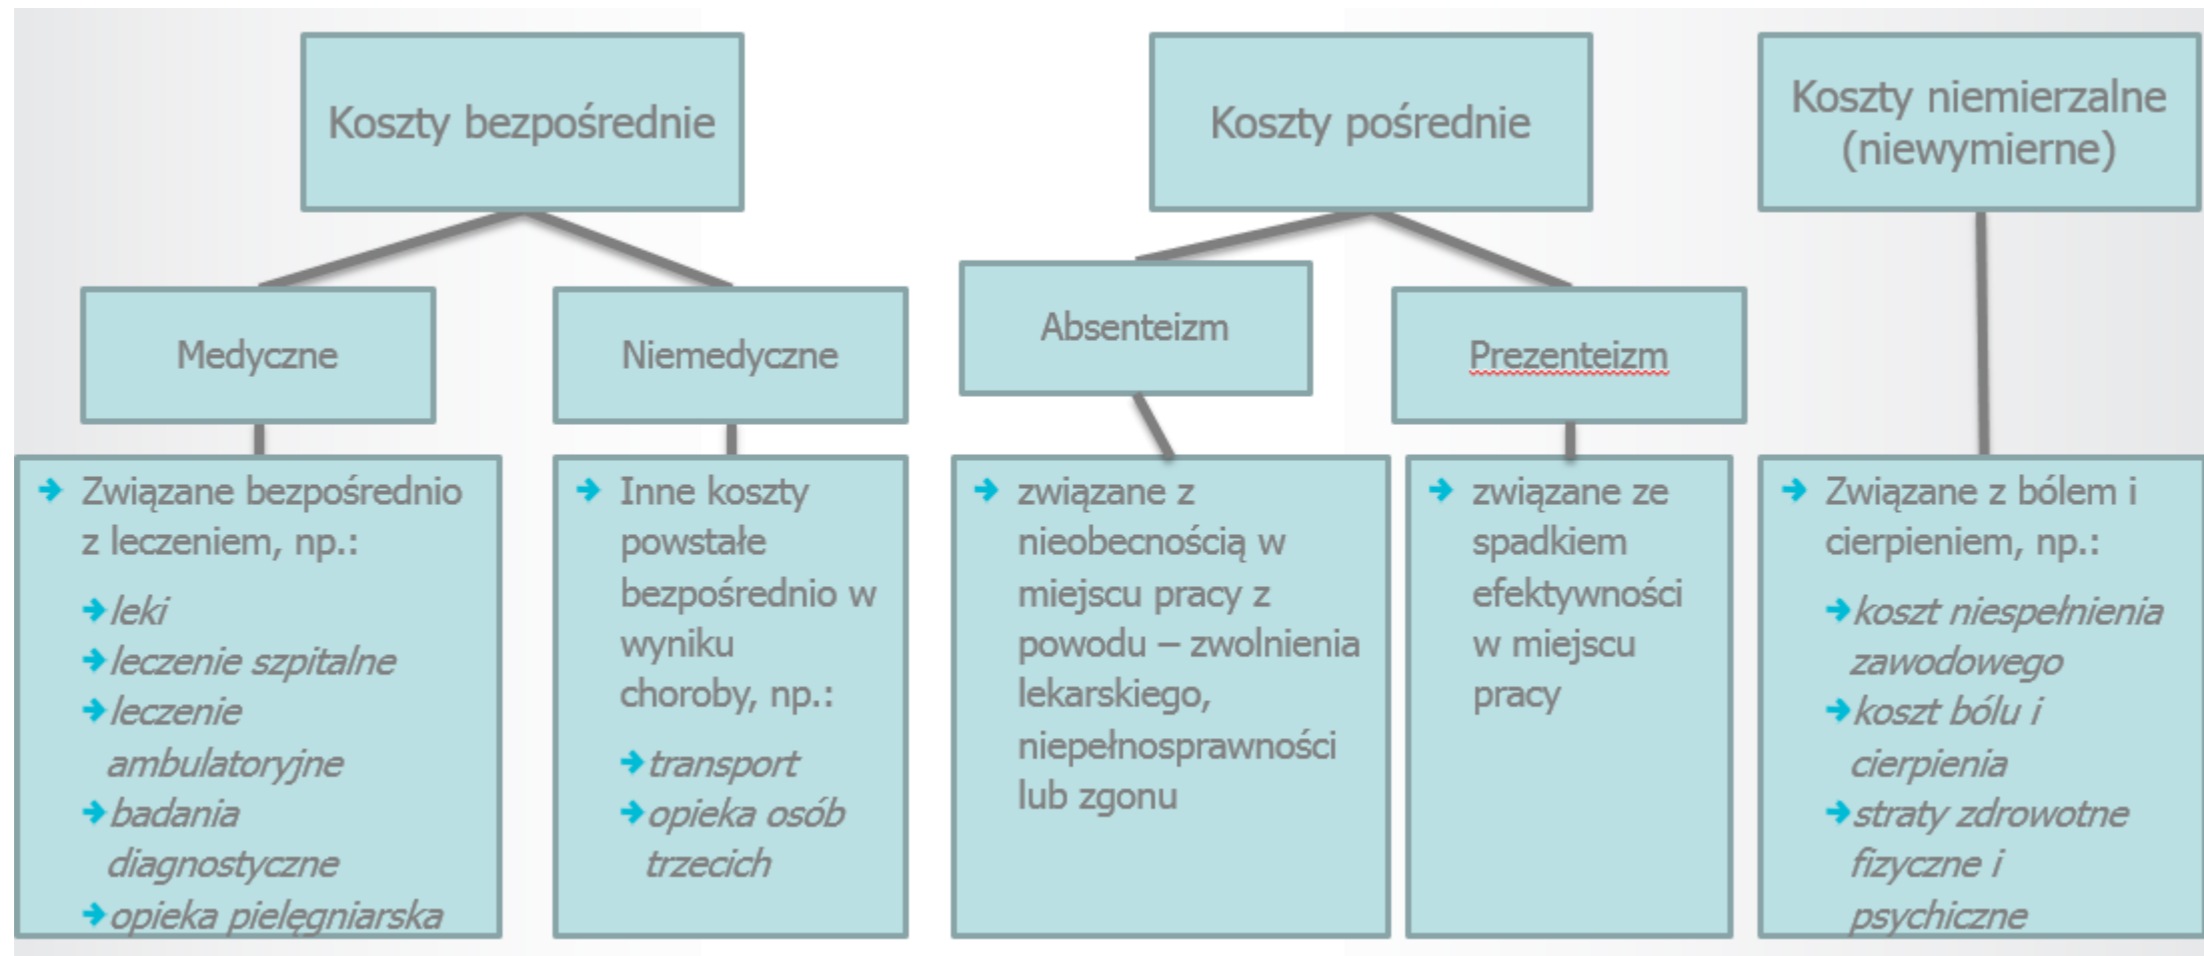 Koszty bezpośrednie
Koszty pośrednie
Koszty niemierzalne
(niewymierne)
Medyczne
Niemedyczne
Absenteizm
Prezenteizm
Związane bezpośrednio
z leczeniem, np.:
leki
leczenie szpitalne
leczenie
ambulatoryjne
badania
diagnostyczne
opieka pielęgniarska
Inne koszty
powstałe
bezpośrednio w
wyniku
choroby, np.:
transport
opieka osób
trzecich
związane z
nieobecnością w
miejscu pracy z
powodu – zwolnienia
lekarskiego,
niepełnosprawności
lub zgonu
związane ze
spadkiem
efektywności
w miejscu
pracy
Związane z bólem i
cierpieniem, np.:
koszt niespełnienia
zawodowego
koszt bólu i
cierpienia
straty zdrowotne
fizyczne i
psychiczne